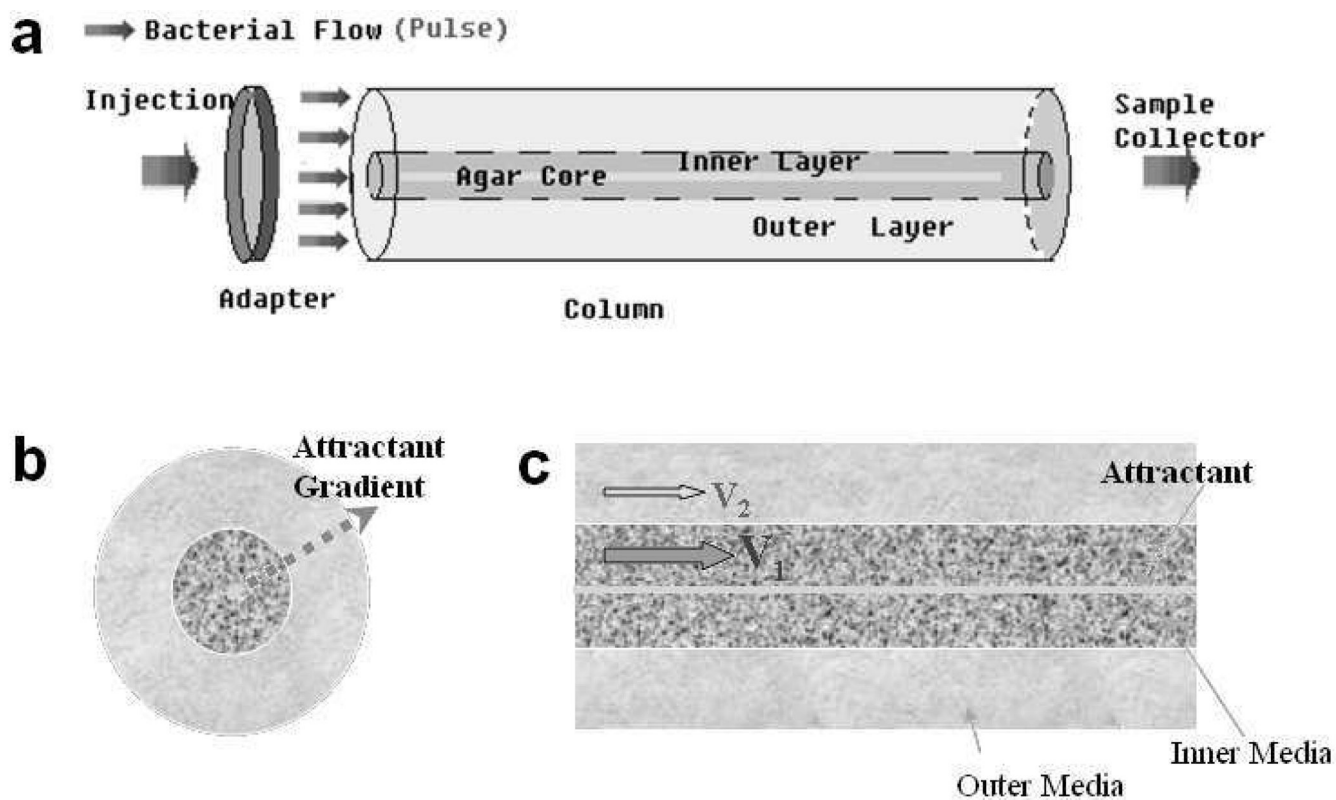 a
Bacterial Flow (Pulse)
Injection
Sample
Collector
Inner Layer
Agar Core
Outer Layer
Adapter
Column
b
Attractant
Gradient
c
Attractant
V2
V1
Inner Media
Outer Media